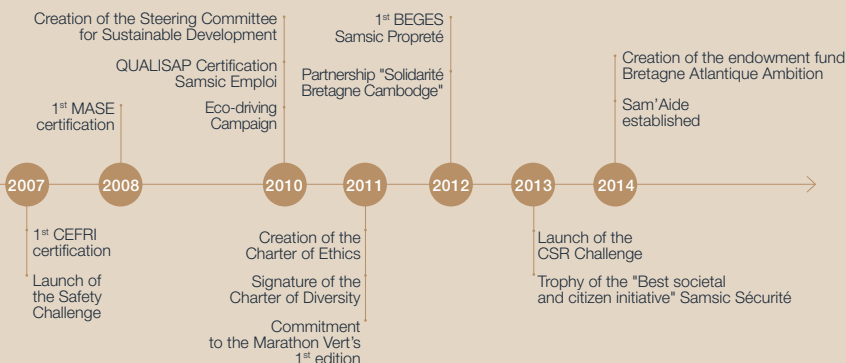 Creation of the Steering Committee
for Sustainable Development
QUALISAP Certification
Samsic Emploi
Eco-driving
Campaign
1st MASE
certification
1st BEGES
Samsic Propreté
Partnership "Solidarité
Bretagne Cambodge"
Creation of the endowment fund
Bretagne Atlantique Ambition
Sam’Aide
established
2007
2008
2010
2011
2012
2013
2014
1st CEFRI
certification
Launch of
the Safety
Challenge
Creation of the
Charter of Ethics
Signature of the
Charter of Diversity
Commitment
to the Marathon Vert’s
1st edition
Launch of the
CSR Challenge
Trophy of the "Best societal
and citizen initiative" Samsic Sécurité